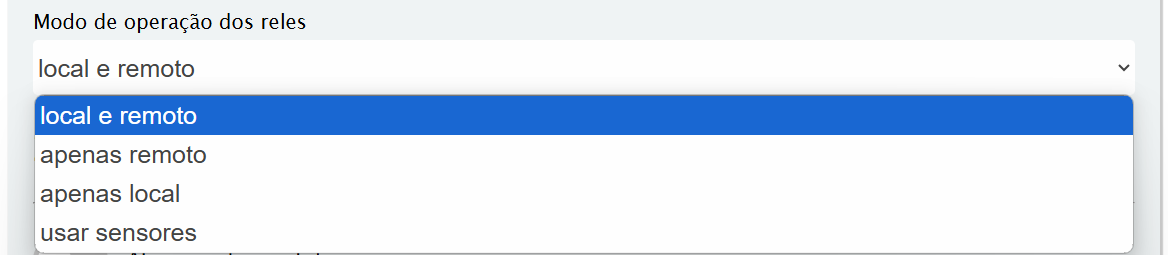 Modo de operação dos reles
local e remoto
local e remoto
apenas remoto
apenas local
usar sensores